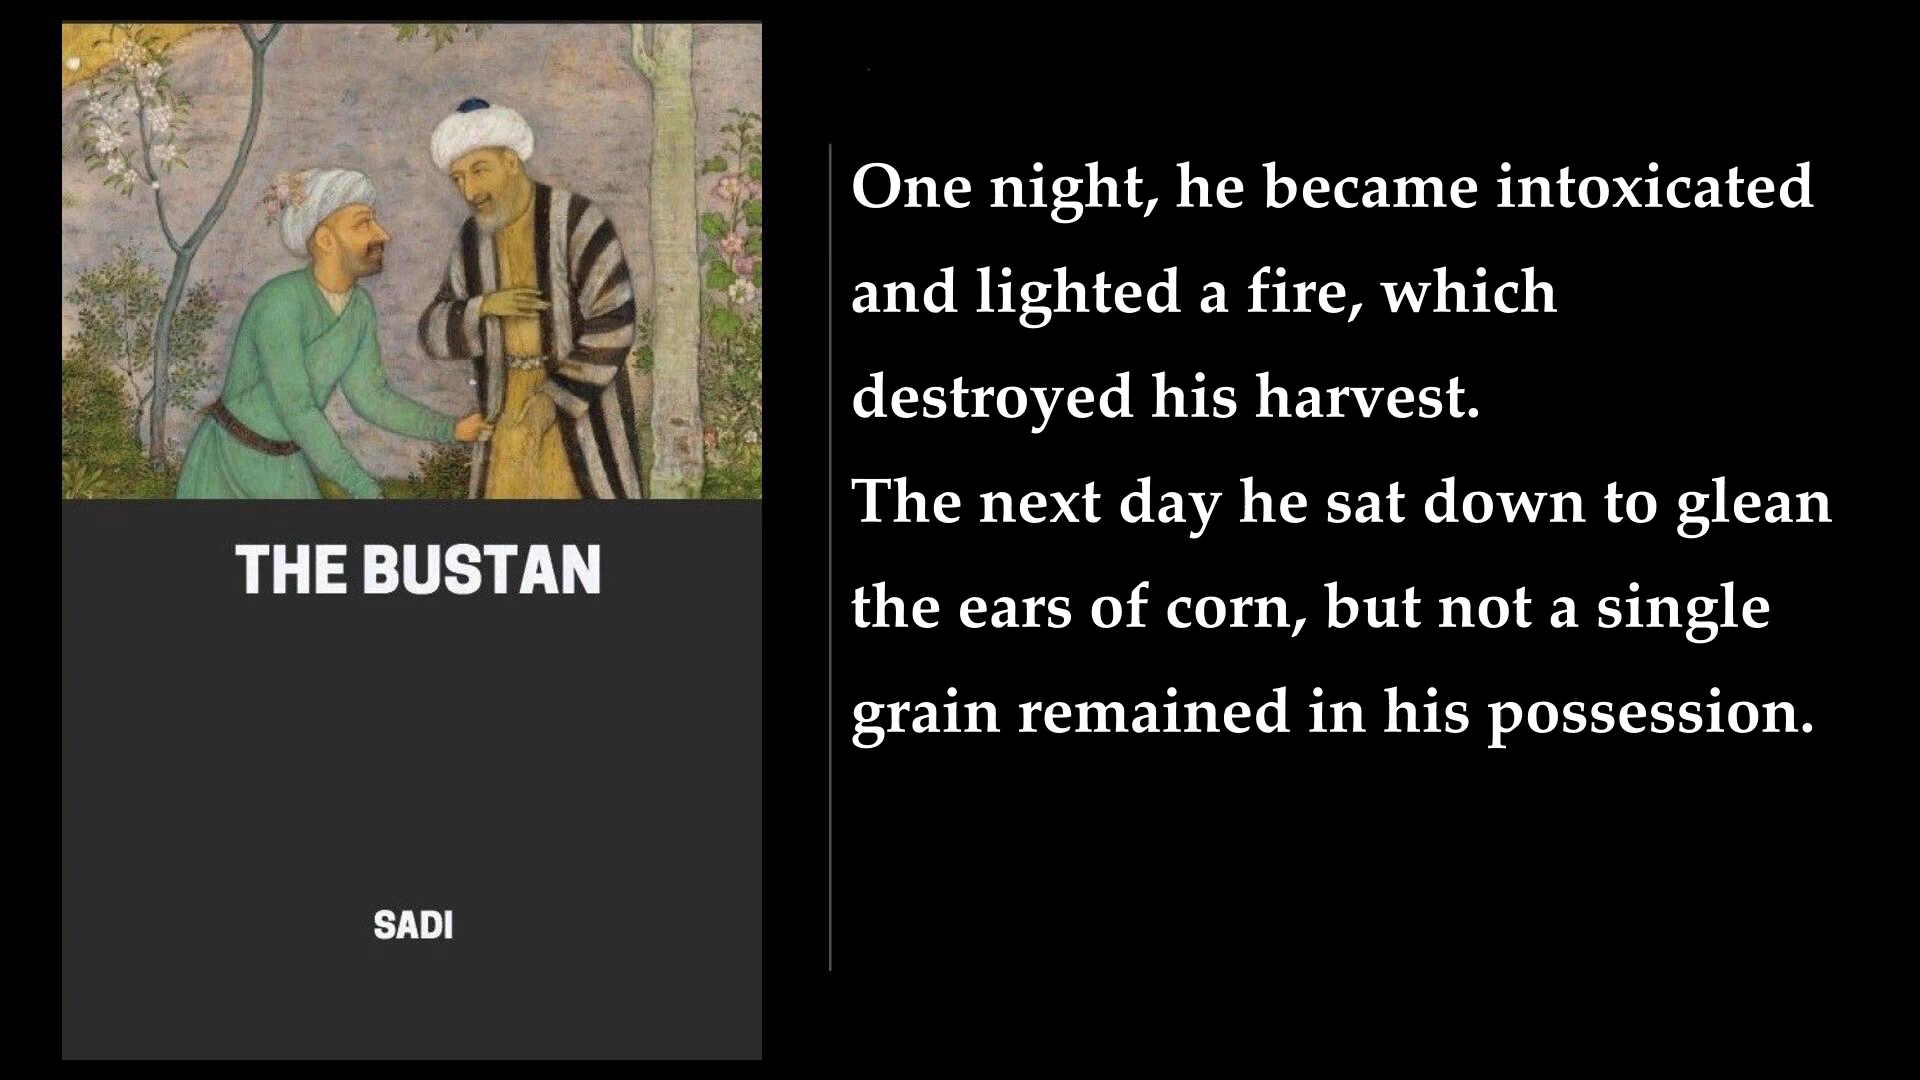 THE BUSTAN
SADI
One night, he became intoxicated
and lighted a fire, which
destroyed his harvest.
The next day he sat down to glean
the ears of corn, but not a single
grain remained in his possession.